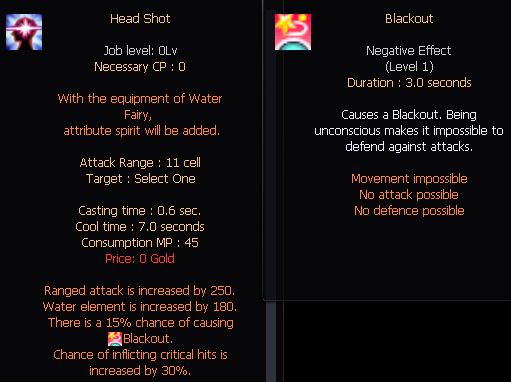 Head Shot
Job level: 0Lv
Necessary CP : 0
With the equipment of Water
Fairy,
attribute spirit will be added.
Attack Range : 11 cell
Target : Select One
Casting time : 0.6 sec.
Cool time : 7.0 seconds
Consumption MP : 45
Price: 0 Gold
Ranged attack is increased by 250.
Water element is increased by 180.
There is a 15% chance of causing
Blackout.
Chance of inflicting critical hits is
increased by 30%.
Blackout
Negative Effect
(Level 1)
Duration : 3.0 seconds
Causes a Blackout. Being
unconscious makes it impossible to
defend against attacks.
Movement impossible
No attack possible
No defence possible